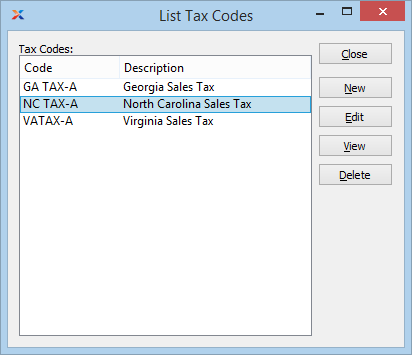 List Tax Codes
Tax Codes:
Close
Code Description
GA TAX-A Georgia Sales Tax
New
NC TAX-A North Carolina Sales Tax
VATAX-A Virginia Sales Tax
Edit
View
Delete